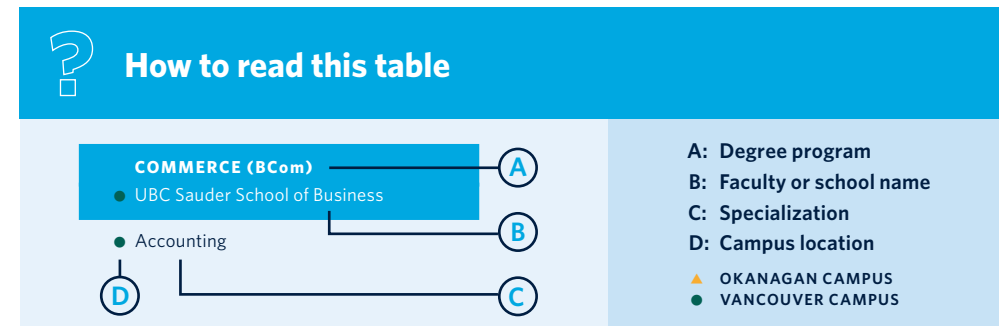 ?
How to read this table
COMMERCE (BCom)
UBC Sauder School of Business
Accounting
A
B
C
D
A: Degree program
B: Faculty or school name
C: Specialization
D: Campus location
OKANAGAN CAMPUS
VANCOUVER CAMPUS